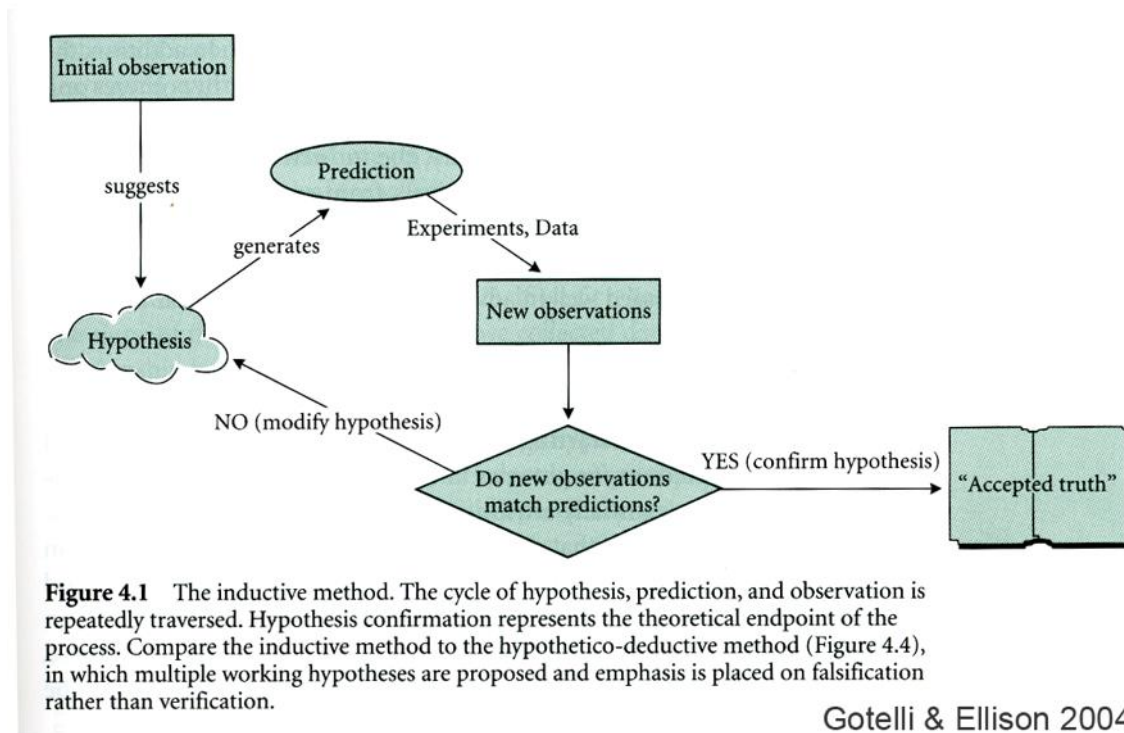 Initial observation
suggests
Prediction
generates
Experiments, Data
New observations
Hypothesis
NO (modify hypothesis)
Do new observations
match predictions?
YES (confirm hypothesis)
“Accepted truth”
Figure 4.1 The inductive method. The cycle of hypothesis, prediction, and observation is
repeatedly traversed. Hypothesis confirmation represents the theoretical endpoint of the
process. Compare the inductive method to the hypothetico-deductive method (Figure 4.4),
in which multiple working hypotheses are proposed and emphasis is placed on falsification
rather than verification.
Gotelli & Ellison 2004